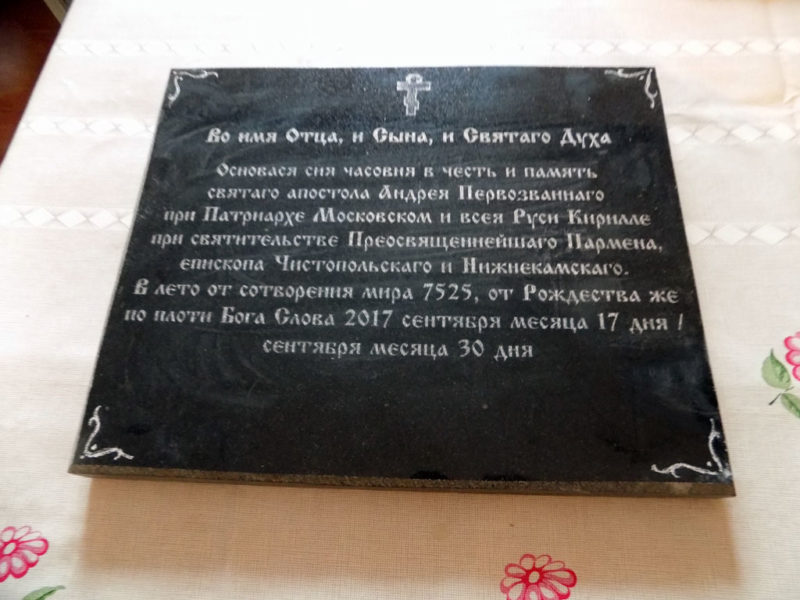 Во имя Отца, и Сына, и Святаго Духа
Основася сия часовня в честь и память
святаго апостола Андрея Первозваннаго
при Патриархе Московском и всея Руси Кирилле
при святительстве Преосвященнейшаго Пармена,
епископа Чистопольскаго и Нижнекамскаго.
В лето от сотворения мира 7525, от Рождества же
по плоти Бога Слова 2017 сентября месяца 17 дня /
сентября месяца 30 дня